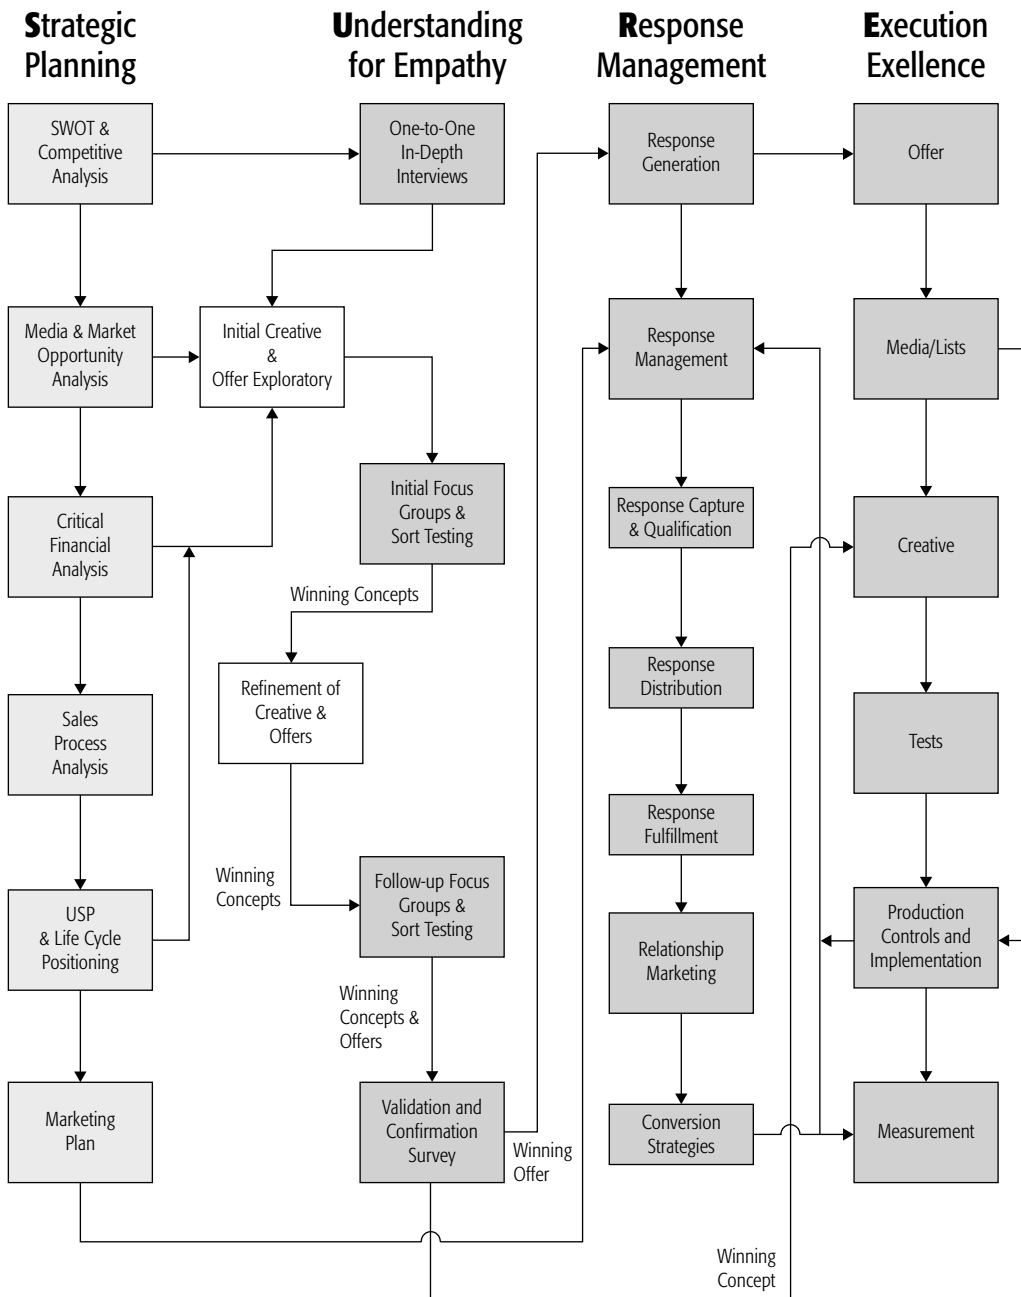 Strategic
Planning
Understanding
for Empathy
Response
Management
Execution
Exellence
SWOT &
Competitive
Analysis
One-to-One
In-Depth
Interviews
Response
Generation
Offer
Media & Market
Opportunity
Analysis
Initial Creative
&
Offer Exploratory
Response
Management
Media/Lists
Critical
Financial
Analysis
Initial Focus
Groups &
Sort Testing
Response Capture
& Qualification
Creative
Winning Concepts
Sales
Process
Analysis
Refinement of
Creative &
Offers
Response
Distribution
Tests
Response
Fulfillment
Winning
Concepts
USP
& Life Cycle
Positioning
Follow-up Focus
Groups &
Sort Testing
Relationship
Marketing
Production
Controls and
Implementation
Winning
Concepts &
Offers
Marketing
Plan
Validation and
Confirmation
Survey
Winning
Offer
Conversion
Strategies
Measurement
Winning
Concept